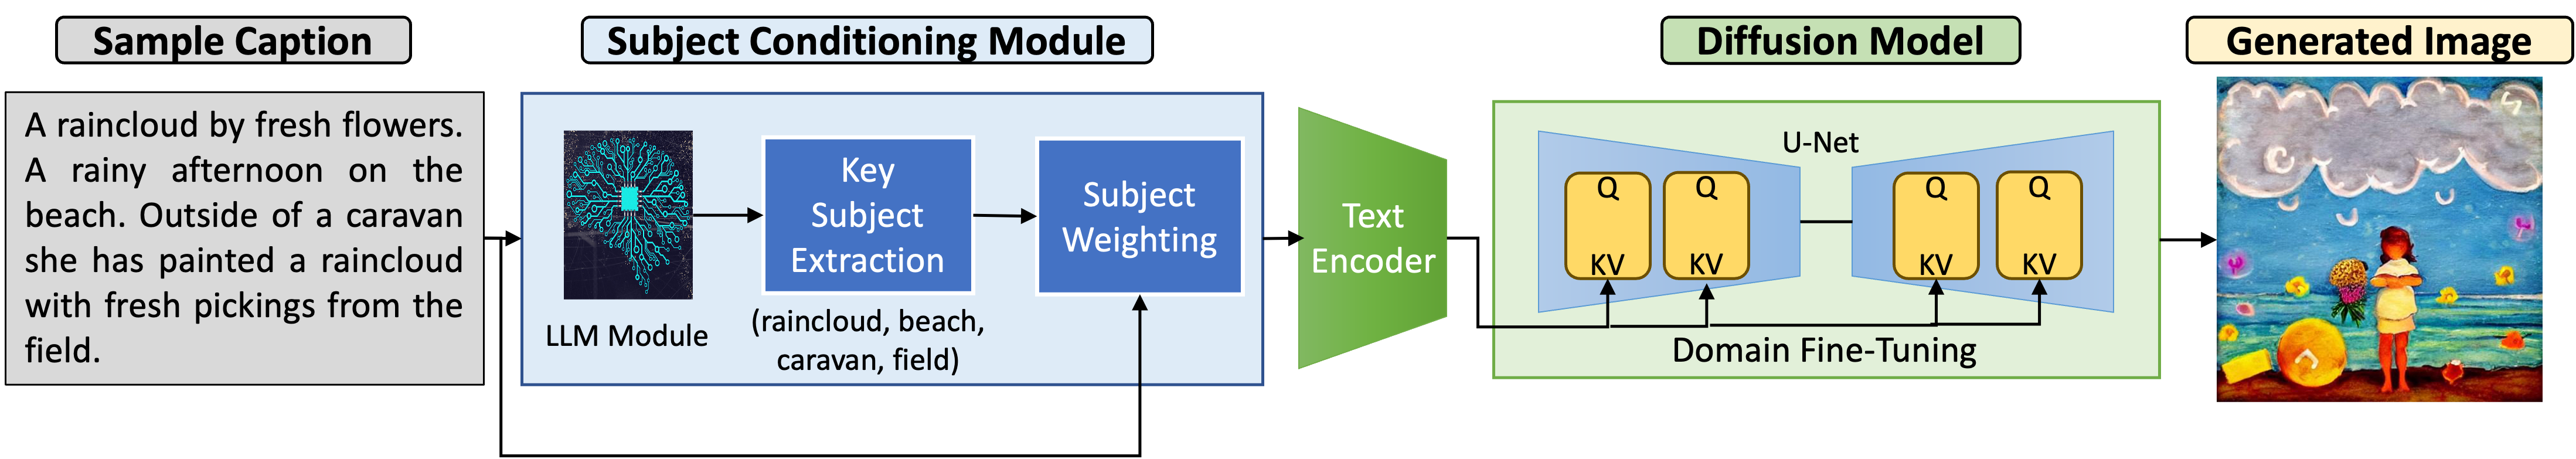 Sample Caption
A raincloud by fresh flowers.
A rainy afternoon on the
beach. Outside of a caravan
she has painted a raincloud
with fresh pickings from the
field.
Subject Conditioning Module
LLM Module
Key
Subject
Extraction
(raincloud, beach,
caravan, field)
Subject
Weighting
Text
Encoder
Diffusion Model
U-Net
Q
KV
Q
KV
Q
KV
Q
KV
Domain Fine-Tuning
Generated Image